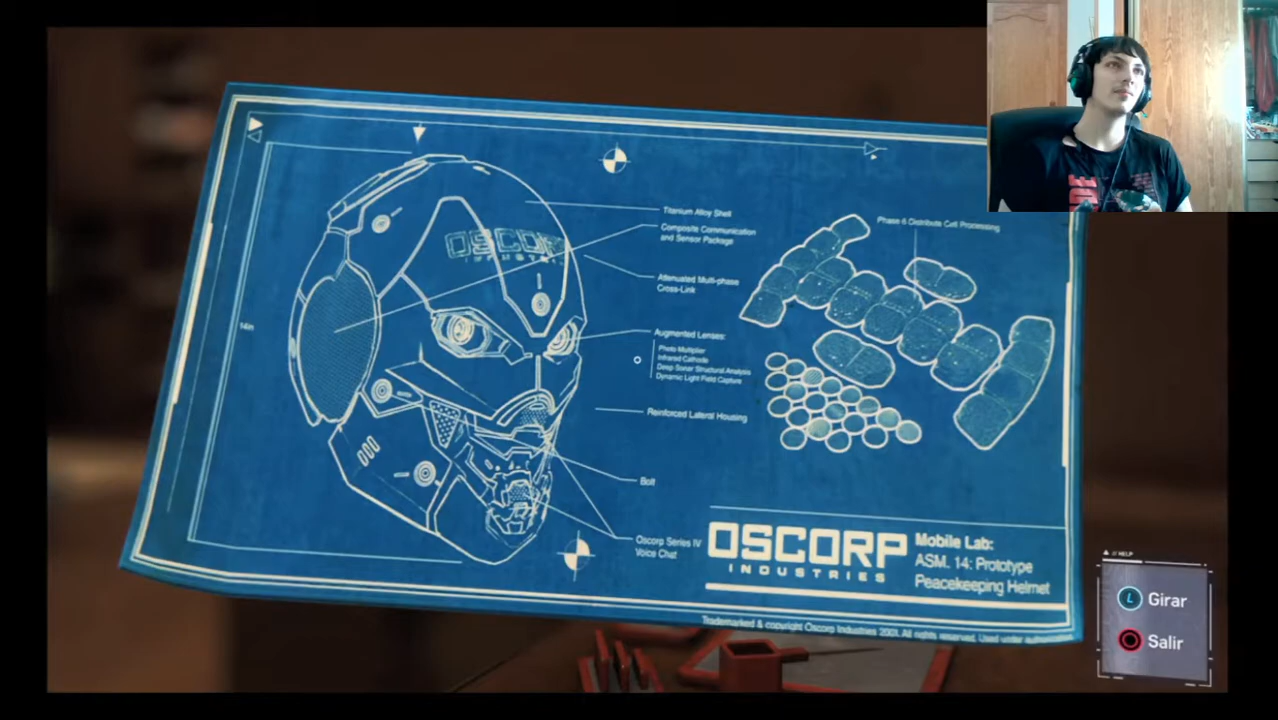 Titanium Alloy Shell
Composite Communication
and Sensor Package
Attenuated Multi-phase
Cross-Link
Augmented Lenses:
Photo Multiplier
Infrared Cathode
Deep Sonar Structural Analysis
Dynamic Light Field Capture
Reinforced Lateral Housing
Bolt
Oscorp Series IV
Voice Chat
14in
OSCORP
Phase 6 Distribute Cell Processing
OSCORP
INDUSTRIES
Mobile Lab:
ASM. 14: Prototype
Peacekeeping Helmet
Trademarked & copyright Oscorp Industries 2001. All rights reserved. Used under
// HELP
L Girar
Salir